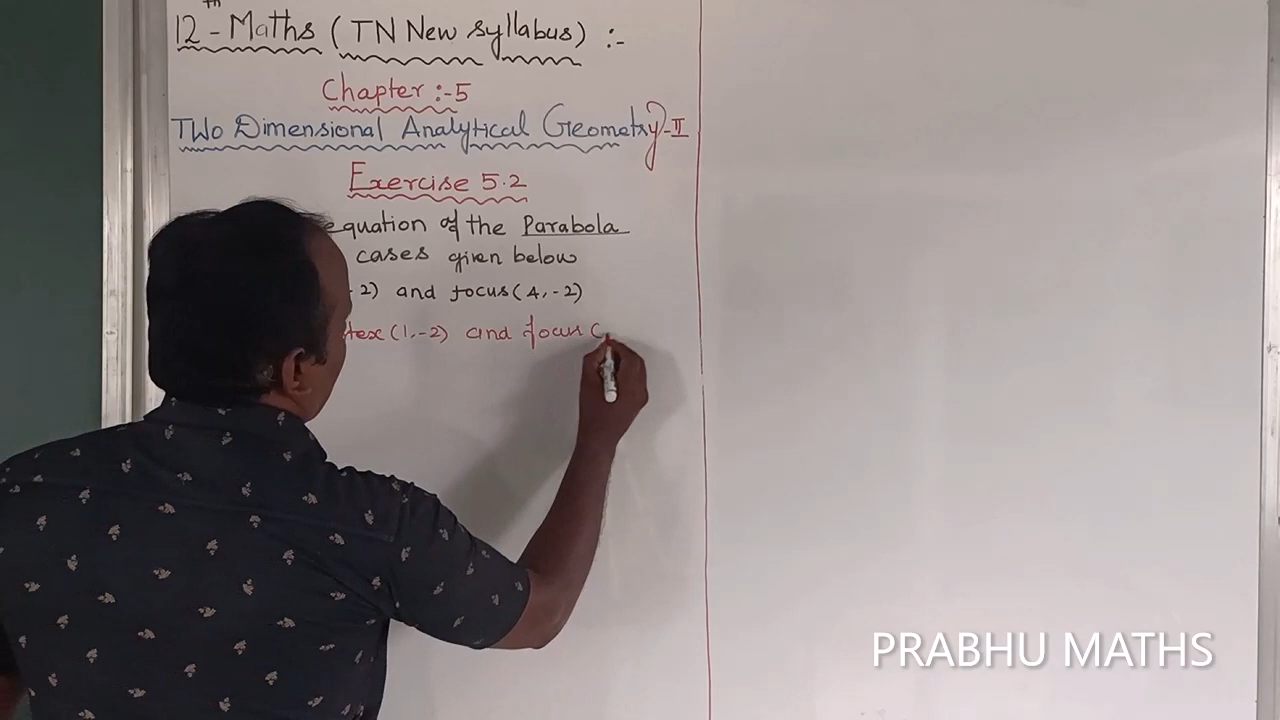 12th - Maths (TN New syllabus) :-
Chapter :- 5
Two Dimensional Analytical Geometry-II
Exercise 5.2
equation of the Parabola
cases given below
2) and focus (4, -2)
(1, -2) and focus (
PRABHU MATHS